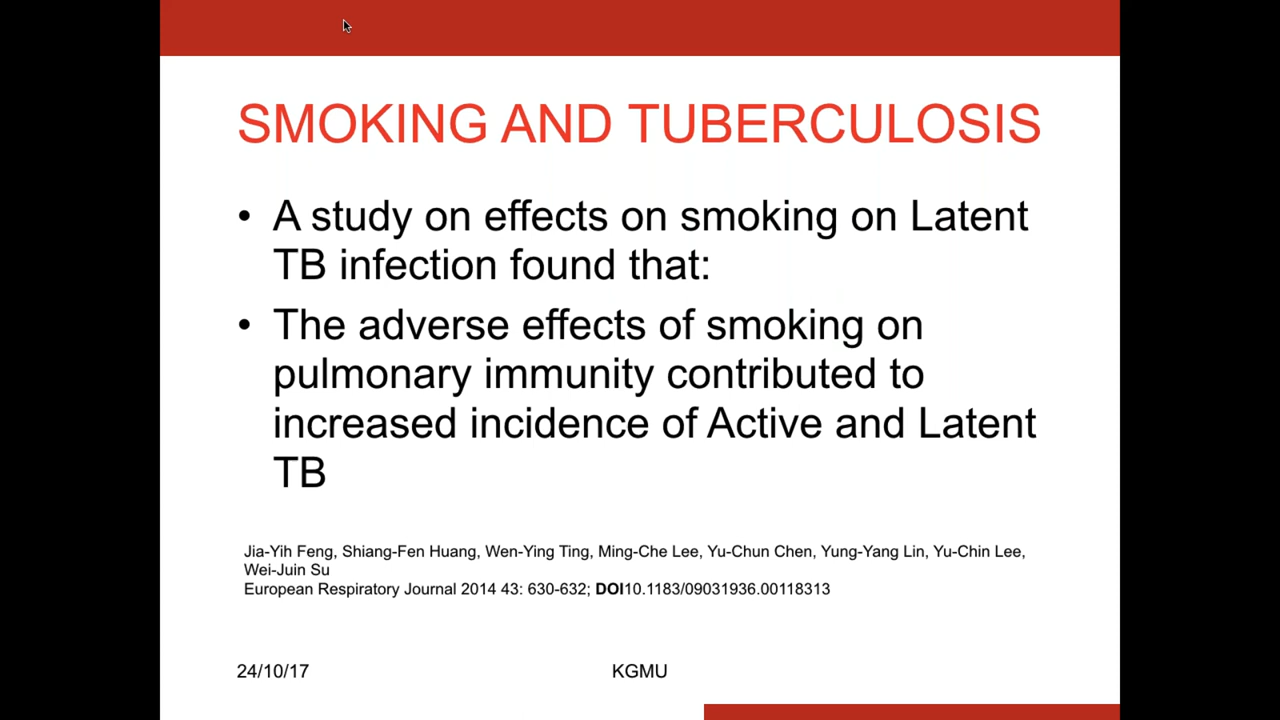 SMOKING AND TUBERCULOSIS
• A study on effects on smoking on Latent
TB infection found that:
• The adverse effects of smoking on
pulmonary immunity contributed to
increased incidence of Active and Latent
TB
Jia-Yih Feng, Shiang-Fen Huang, Wen-Ying Ting, Ming-Che Lee, Yu-Chun Chen, Yung-Yang Lin, Yu-Chin Lee,
Wei-Juin Su
European Respiratory Journal 2014 43: 630-632; DOI10.1183/09031936.00118313
24/10/17 KGMU